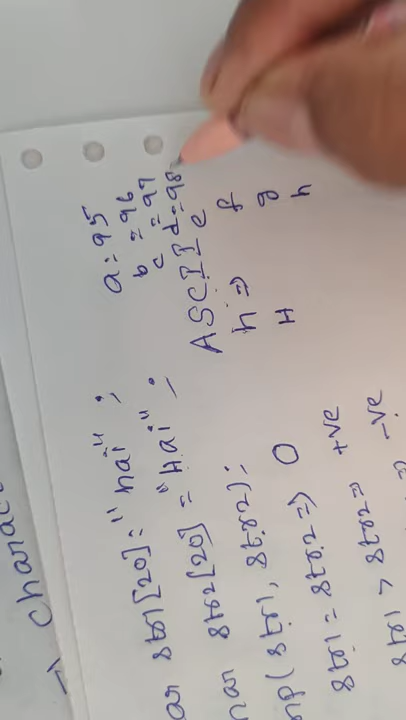 → charac
ar str1[20]="hai";
har str2[20]="Hai";
mp(str1, str2);
str1 = str2 => 0
str1 > str2 => +ve
-ve
a=95
b=96
c=97
d=98
ASCII e
h => f
H g
h